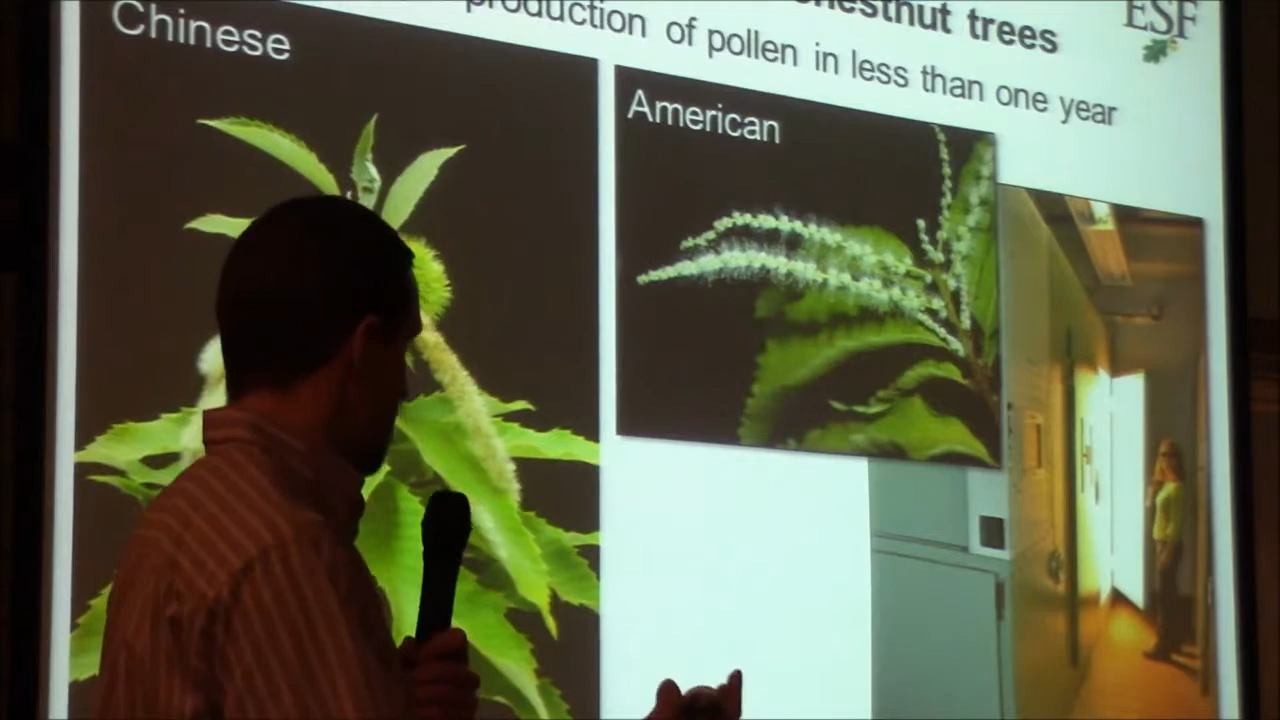 chestnut trees
production of pollen in less than one year
ESF
Chinese
American